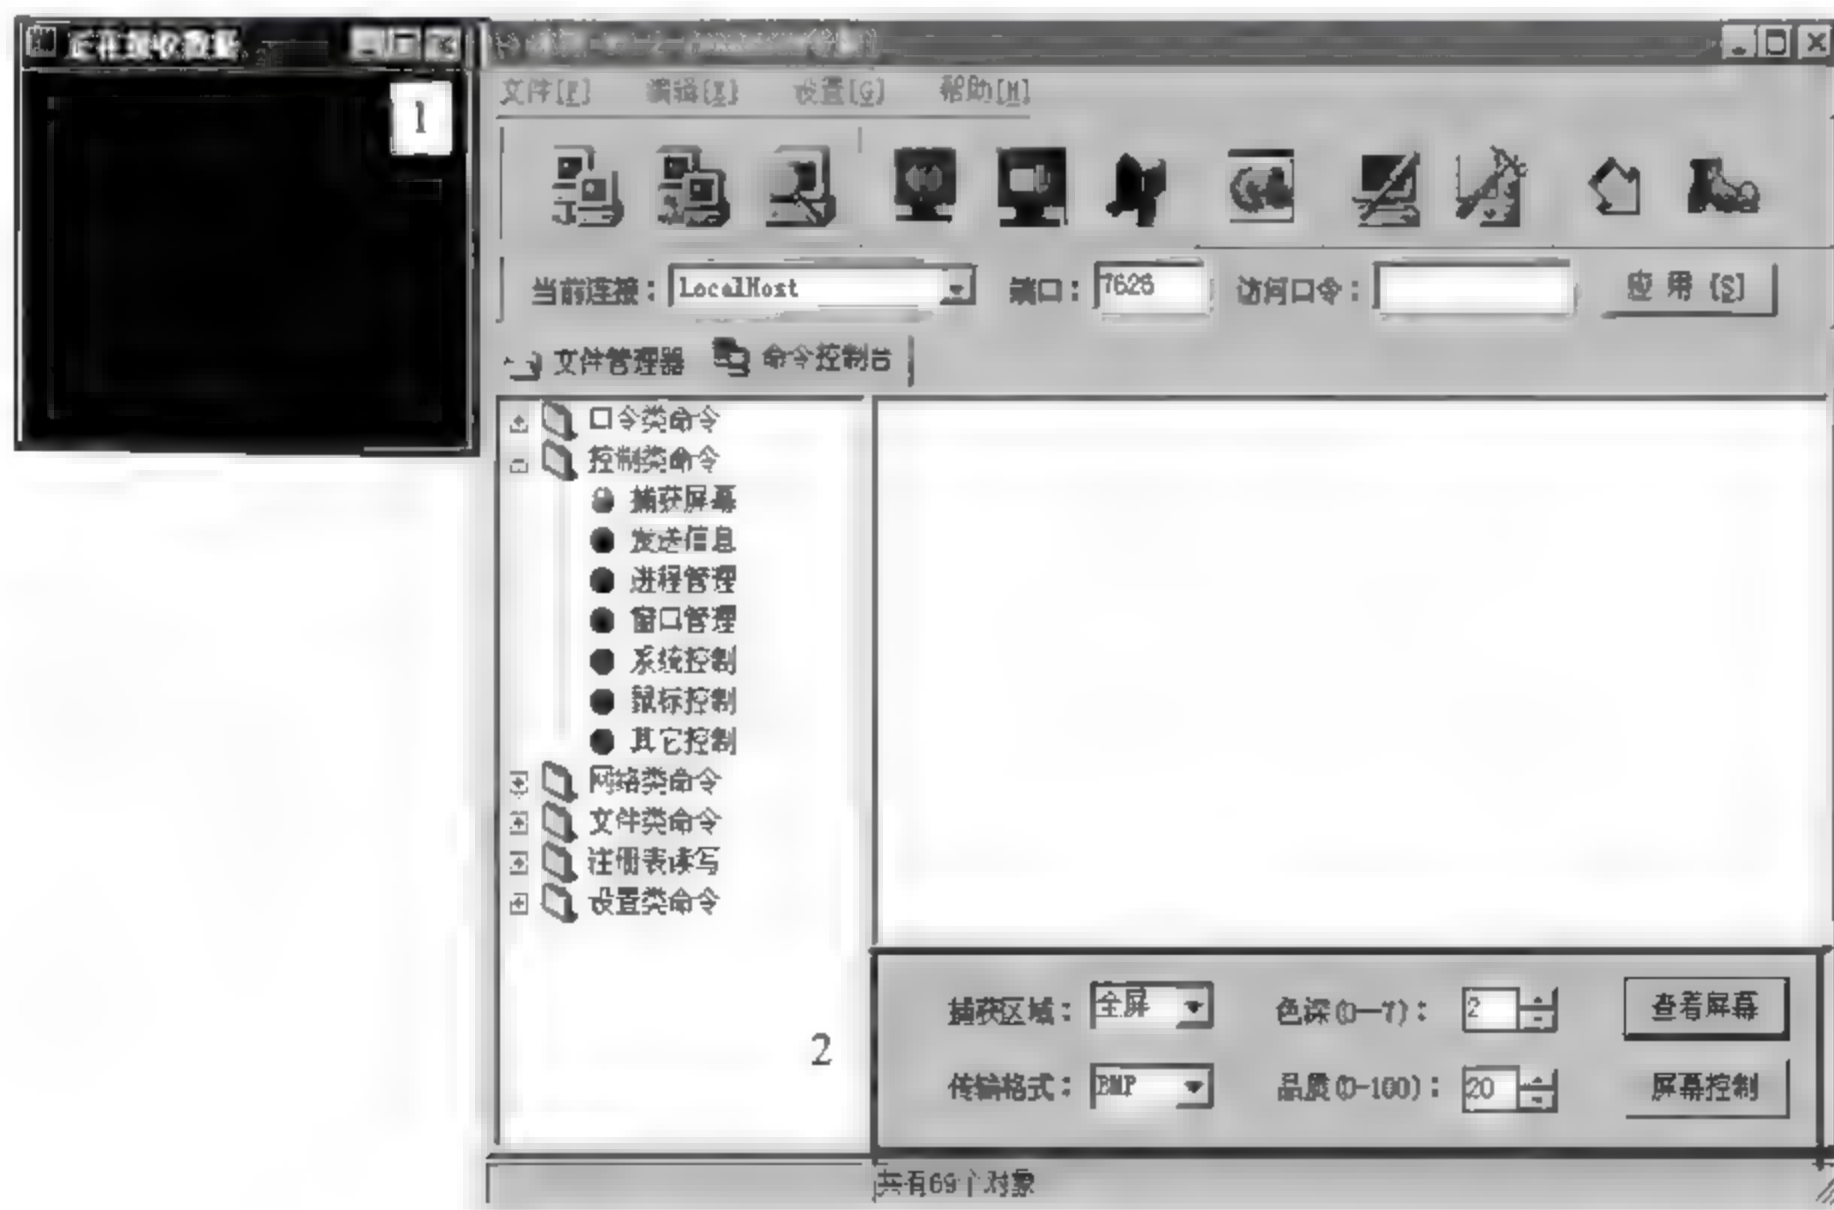 正在接收数据
1
文件[F] 编辑[E] 设置[G] 帮助[H]
当前连接： LocalHost 端口： 7626 访问口令： 应用 [S]
文件管理器 命令控制台
口令类命令
控制类命令
捕获屏幕
发送信息
进程管理
窗口管理
系统控制
鼠标控制
其它控制
网络类命令
文件类命令
注册表读写
设置类命令
2
捕获区域： 全屏 色深(0—7)： 2 查看屏幕
传输格式： BMP 品质(0-100)： 20 屏幕控制
共有69个对象